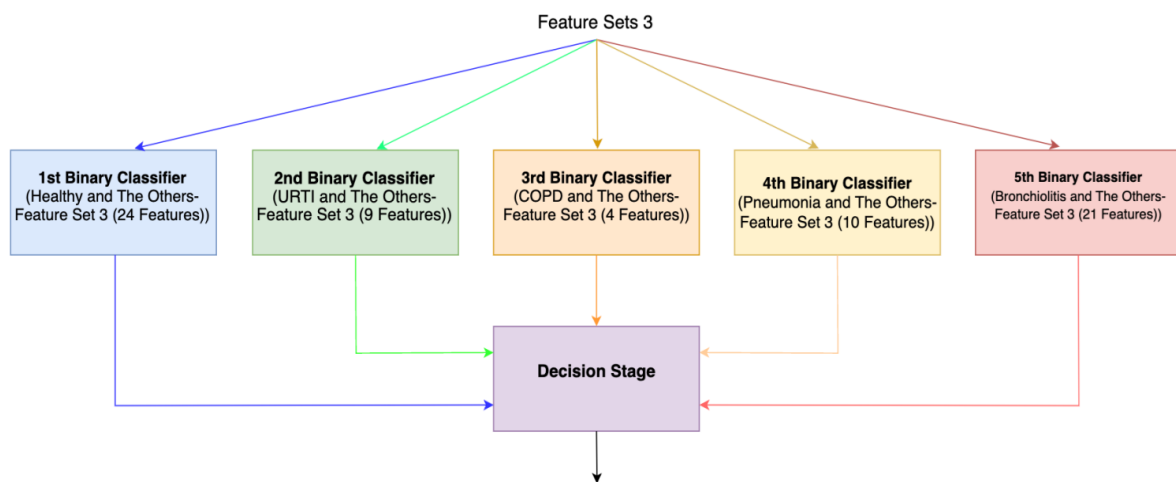 Feature Sets 3
1st Binary Classifier
(Healthy and The Others-
Feature Set 3 (24 Features))
2nd Binary Classifier
(URTI and The Others-
Feature Set 3 (9 Features))
3rd Binary Classifier
(COPD and The Others-
Feature Set 3 (4 Features))
4th Binary Classifier
(Pneumonia and The Others-
Feature Set 3 (10 Features))
5th Binary Classifier
(Bronchiolitis and The Others-
Feature Set 3 (21 Features))
Decision Stage